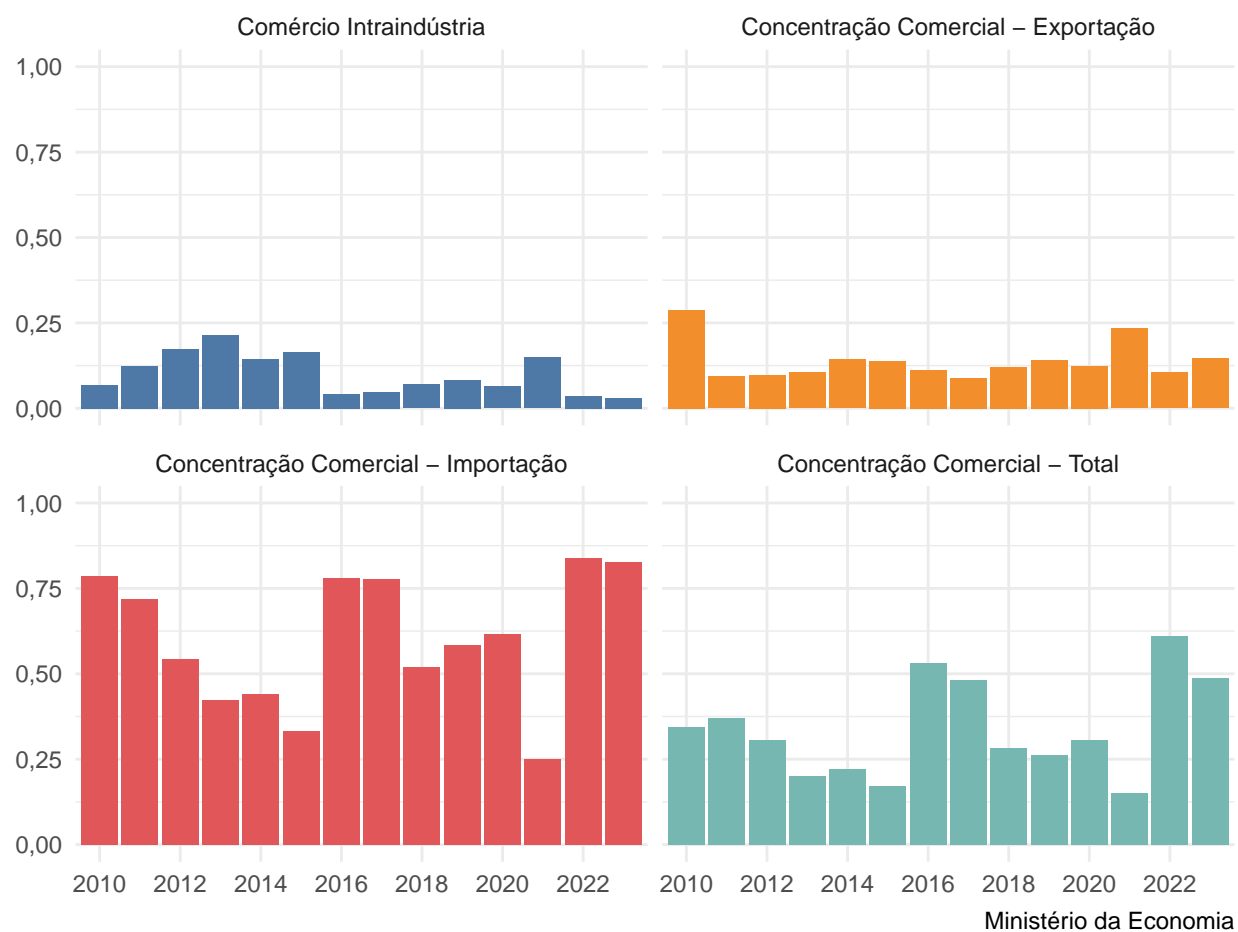 Comércio Intraindústria
Concentração Comercial – Exportação
1,00
0,75
0,50
0,25
0,00
Concentração Comercial – Importação
Concentração Comercial – Total
1,00
0,75
0,50
0,25
0,00
2010 2012 2014 2016 2018 2020 2022
2010 2012 2014 2016 2018 2020 2022
Ministério da Economia